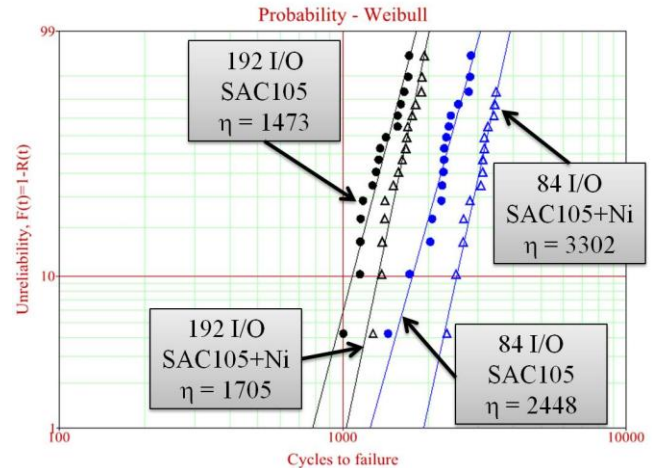 Probability - Weibull
99
192 I/O
SAC105
η = 1473
84 I/O
SAC105+Ni
η = 3302
Unreliability, F(t)=1-R(t)
10
192 I/O
SAC105+Ni
η = 1705
84 I/O
SAC105
η = 2448
1
100
1000
10000
Cycles to failure